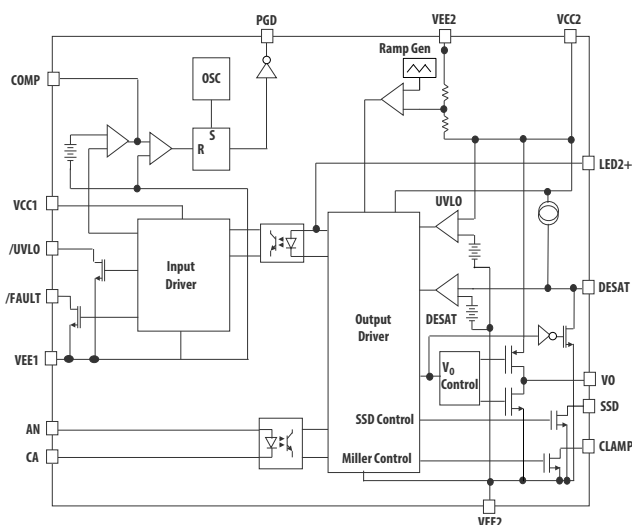 PGD
VEE2
VCC2
Ramp Gen
COMP
OSC
S
R
LED2+
VCC1
UVLO
/UVLO
Input
Driver
/FAULT
DESAT
Output
Driver
DESAT
VEE1
VO
Control
VO
SSD
AN
SSD Control
CLAMP
CA
Miller Control
VEE2